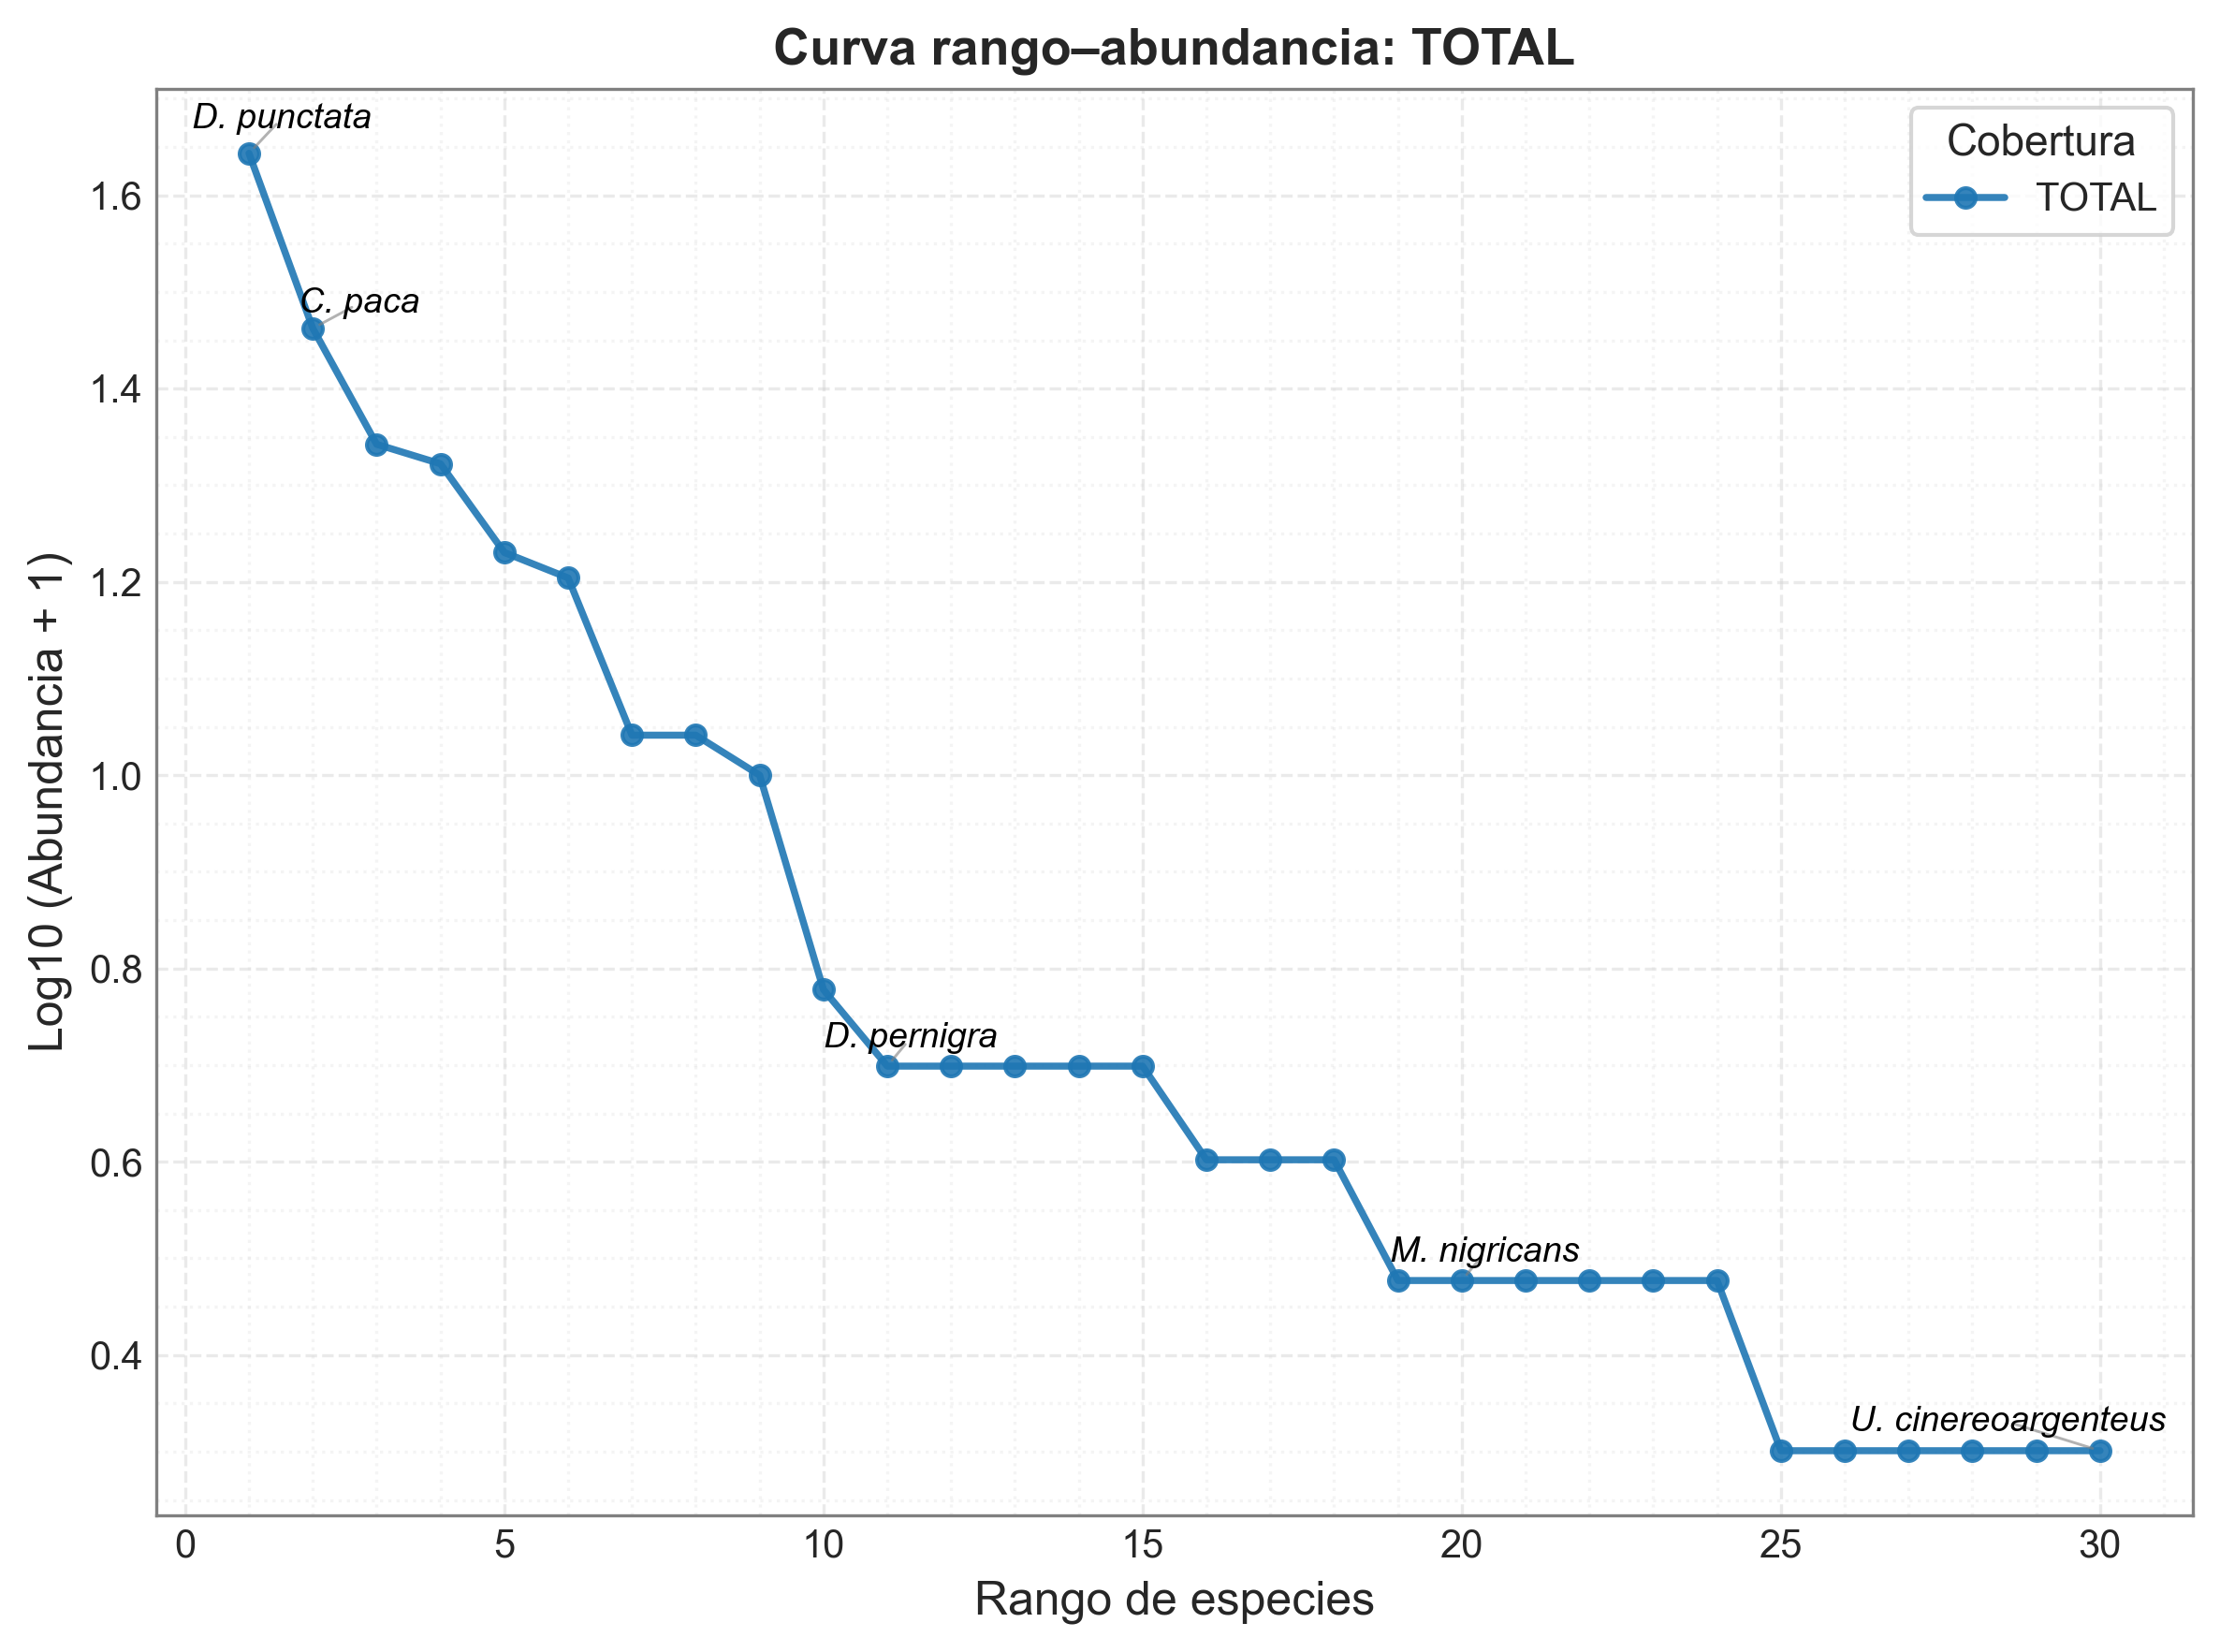 Curva rango–abundancia: TOTAL
D. punctata
Cobertura
TOTAL
1.6
C. paca
1.4
1.2
Log10 (Abundancia + 1)
1.0
0.8
D. pernigra
0.6
M. nigricans
0.4
U. cinereoargenteus
0 5 10 15 20 25 30
Rango de especies